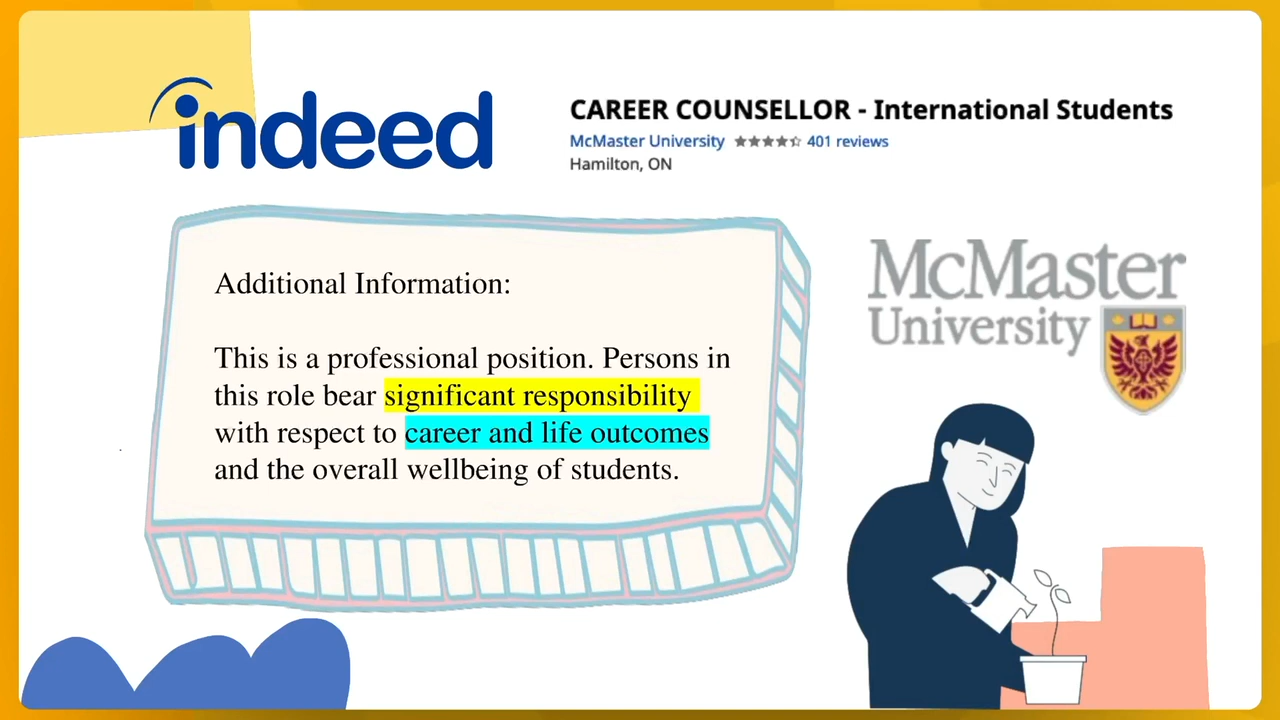 indeed
CAREER COUNSELLOR - International Students
McMaster University 401 reviews
Hamilton, ON
Additional Information:
This is a professional position. Persons in
this role bear significant responsibility
with respect to career and life outcomes
and the overall wellbeing of students.
McMaster
University